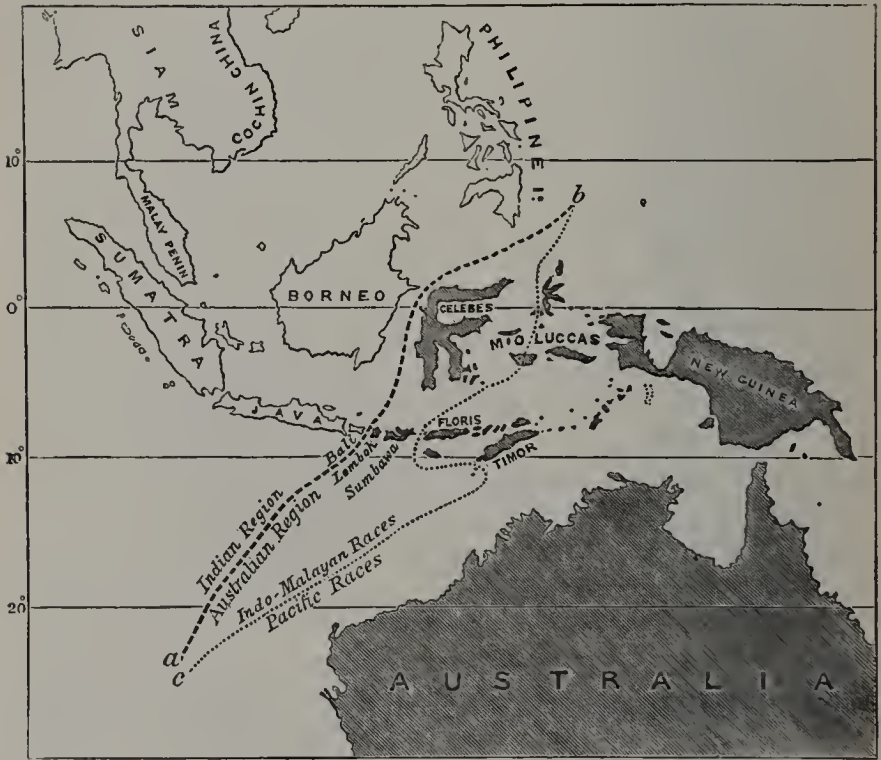 SIAM
COCHIN CHINA
PHILIPINE Is
10°
b
MALAY PENIN
SUMATRA
BORNEO
0°
CELEBES
MOLUCCAS
NEW GUINEA
JAVA
FLORIS
Bali
Lombok
Sumbawa
TIMOR
10°
Indian Region
Australian Region
Indo-Malayan Races
Pacific Races
20°
a
c
AUSTRALIA